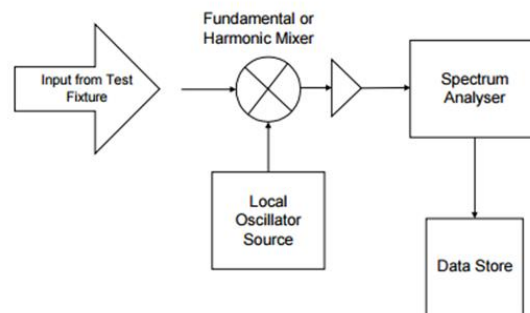 Fundamental or
Harmonic Mixer
Input from Test
Fixture
Spectrum
Analyser
Local
Oscillator
Source
Data Store